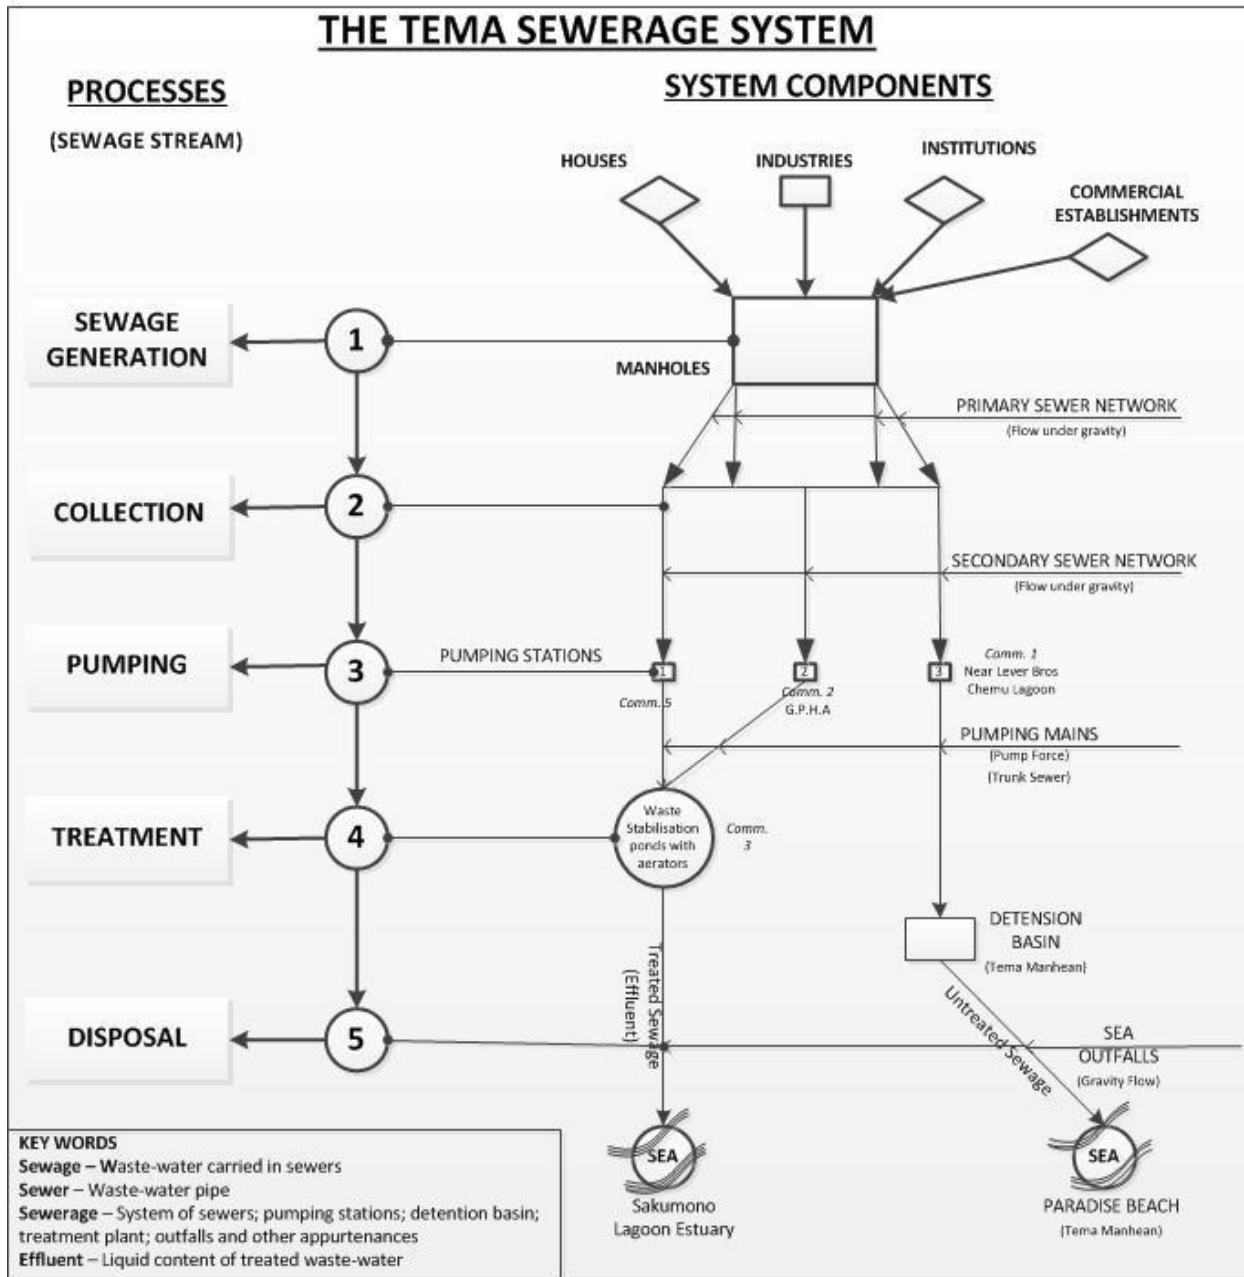 THE TEMA SEWERAGE SYSTEM
PROCESSES
(SEWAGE STREAM)
SYSTEM COMPONENTS
HOUSES
INDUSTRIES
INSTITUTIONS
COMMERCIAL
ESTABLISHMENTS
SEWAGE
GENERATION
1
MANHOLES
PRIMARY SEWER NETWORK
(Flow under gravity)
COLLECTION
2
SECONDARY SEWER NETWORK
(Flow under gravity)
PUMPING
3
PUMPING STATIONS
1
Comm. 5
2
Comm. 2
G.P.H.A
3
Comm. 1
Near Lever Bros
Chemu Lagoon
PUMPING MAINS
(Pump Force)
(Trunk Sewer)
TREATMENT
4
Waste
Stabilisation
ponds with
aerators
Comm.
3
DETENSION
BASIN
(Tema Manhean)
Treated Sewage
(Effluent)
Untreated Sewage
DISPOSAL
5
SEA
OUTFALLS
(Gravity Flow)
SEA
Sakumono
Lagoon Estuary
SEA
PARADISE BEACH
(Tema Manhean)
KEY WORDS
Sewage – Waste-water carried in sewers
Sewer – Waste-water pipe
Sewerage – System of sewers; pumping stations; detention basin;
treatment plant; outfalls and other appurtenances
Effluent – Liquid content of treated waste-water